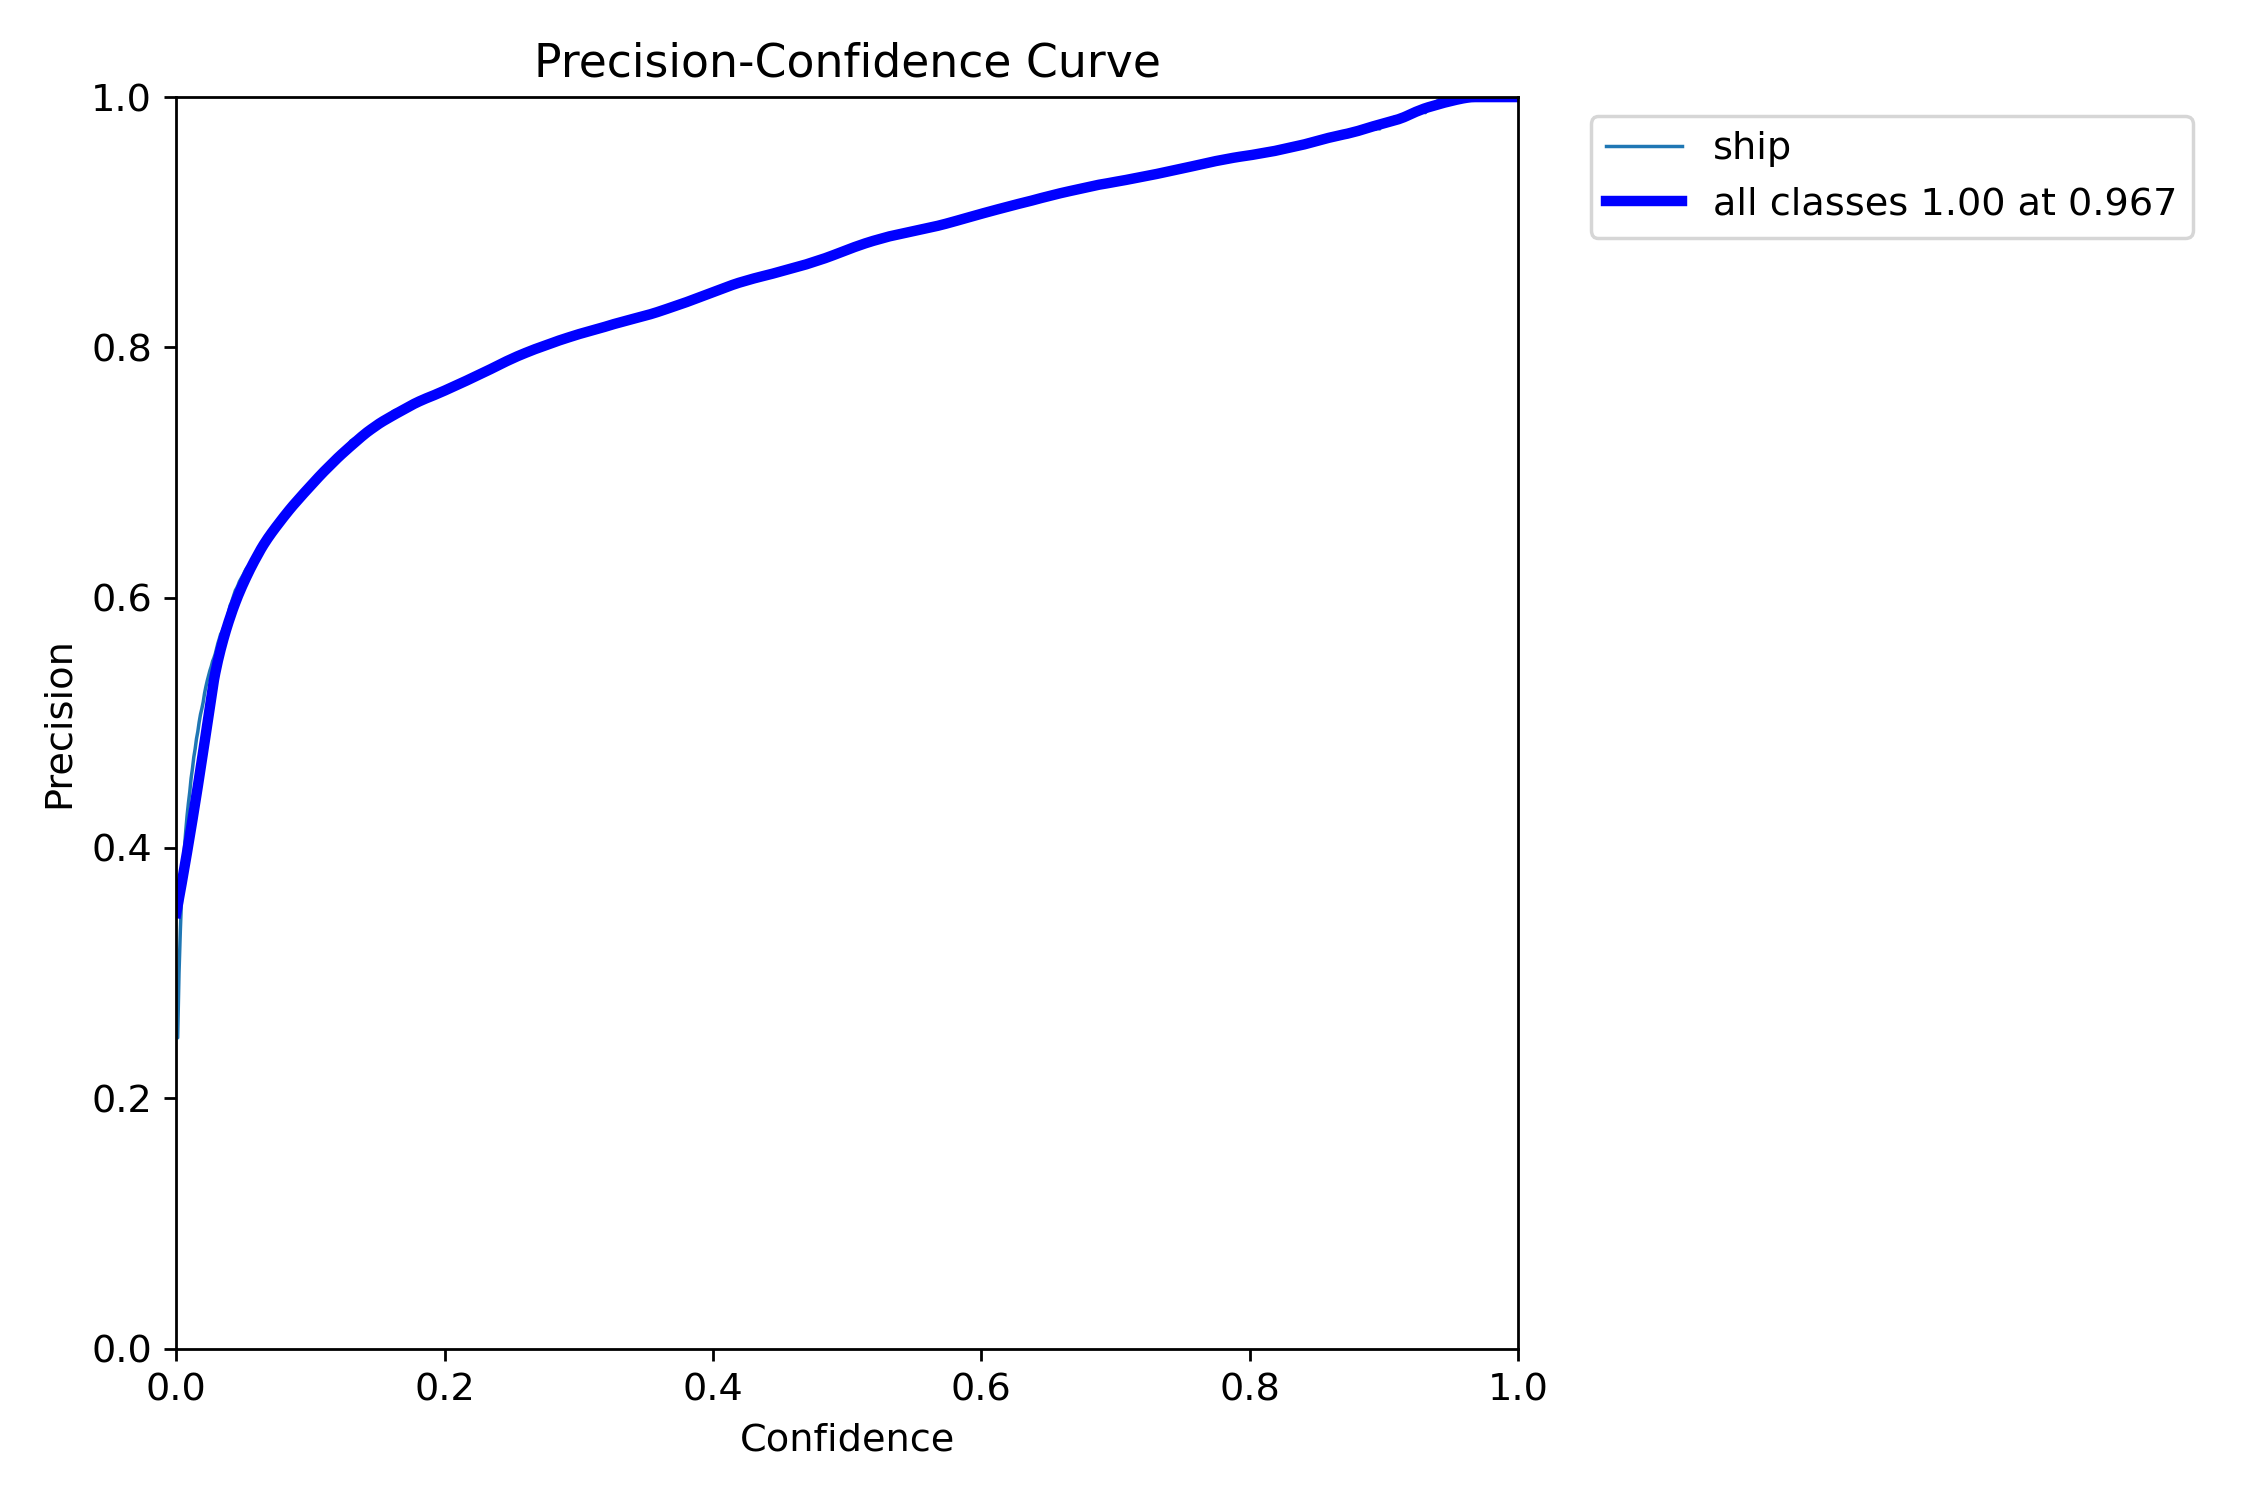 Precision-Confidence Curve
1.0
0.8
0.6
0.4
0.2
0.0
Precision
0.0 0.2 0.4 0.6 0.8 1.0
Confidence
ship
all classes 1.00 at 0.967